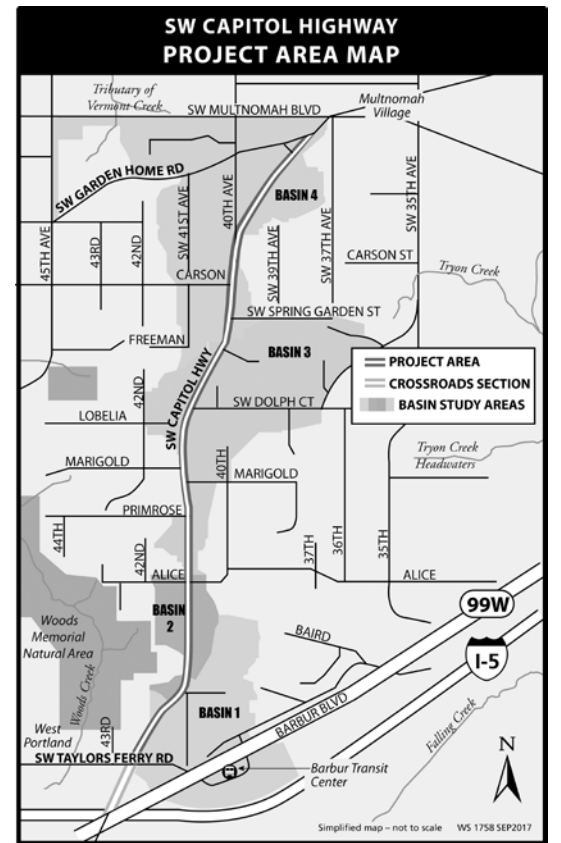 SW CAPITOL HIGHWAY
PROJECT AREA MAP
Tributary of
Vermont Creek
SW MULTNOMAH BLVD
Multnomah
Village
SW GARDEN HOME RD
SW 41ST AVE
40TH AVE
BASIN 4
SW 35TH AVE
45TH AVE
43RD
42ND
SW 39TH AVE
SW 37TH AVE
CARSON ST
CARSON
Tryon Creek
SW SPRING GARDEN ST
FREEMAN
BASIN 3
PROJECT AREA
CROSSROADS SECTION
BASIN STUDY AREAS
SW CAPITOL HWY
42ND
SW DOLPH CT
LOBELIA
Tryon Creek
Headwaters
MARIGOLD
40TH
MARIGOLD
PRIMROSE
44TH
42ND
37TH
36TH
35TH
ALICE
ALICE
BASIN
2
99W
Woods
Memorial
Natural Area
BAIRD
I-5
Woods Creek
BASIN 1
BARBUR BLVD
Falling Creek
West
Portland
43RD
SW TAYLORS FERRY RD
Barbur Transit
Center
N
Simplified map – not to scale WS 1758 SEP2017